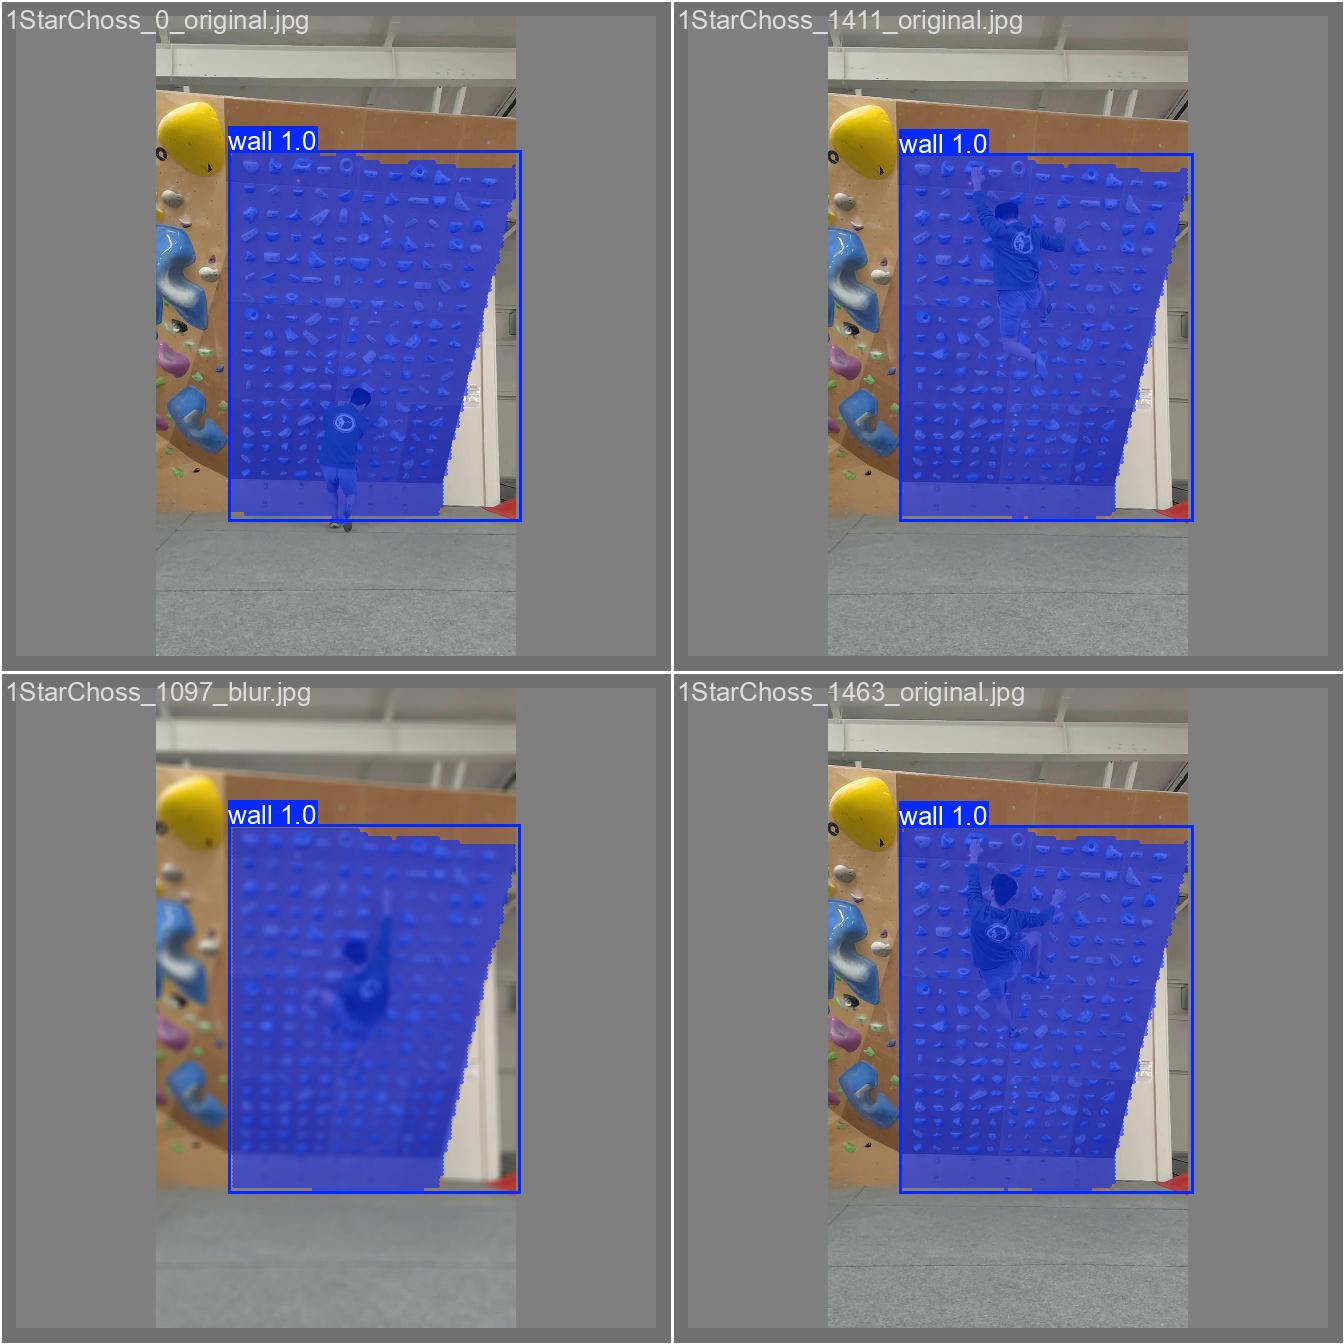 1StarChoss_0_original.jpg
wall 1.0
1StarChoss_1411_original.jpg
wall 1.0
1StarChoss_1097_blur.jpg
wall 1.0
1StarChoss_1463_original.jpg
wall 1.0